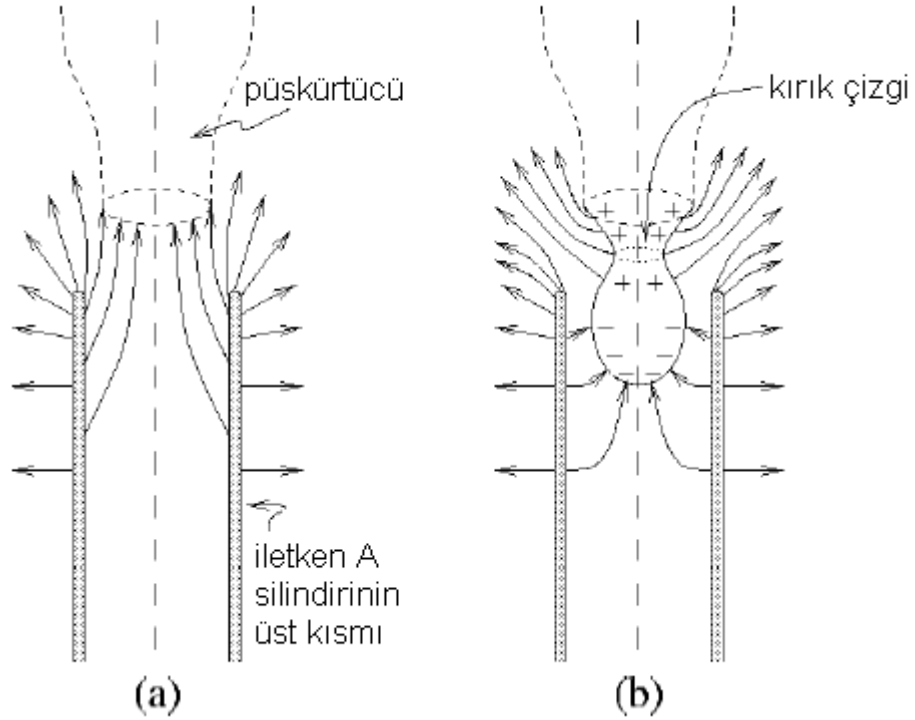 püskürtücü
kırık çizgi
iletken A
silindirinin
üst kısmı
(a)
(b)